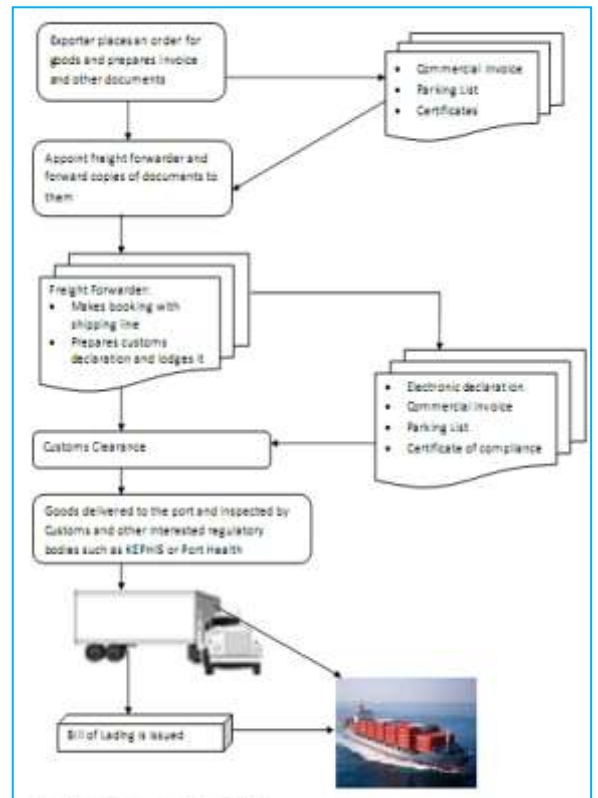 Exporter places an order for
goods and prepares invoice
and other documents
• Commercial Invoice
• Parking List
• Certificates
Appoint freight forwarder and
forward copies of documents to
them
Freight Forwarder:
• Makes booking with
shipping line
• Prepares customs
declaration and lodges it
• Electronic declaration
• Commercial Invoice
• Parking List
• Certificate of compliance
Customs Clearance
Goods delivered to the port and inspected by
Customs and other interested regulatory
bodies such as KEPHIS or Port Health
Bill of Lading is issued